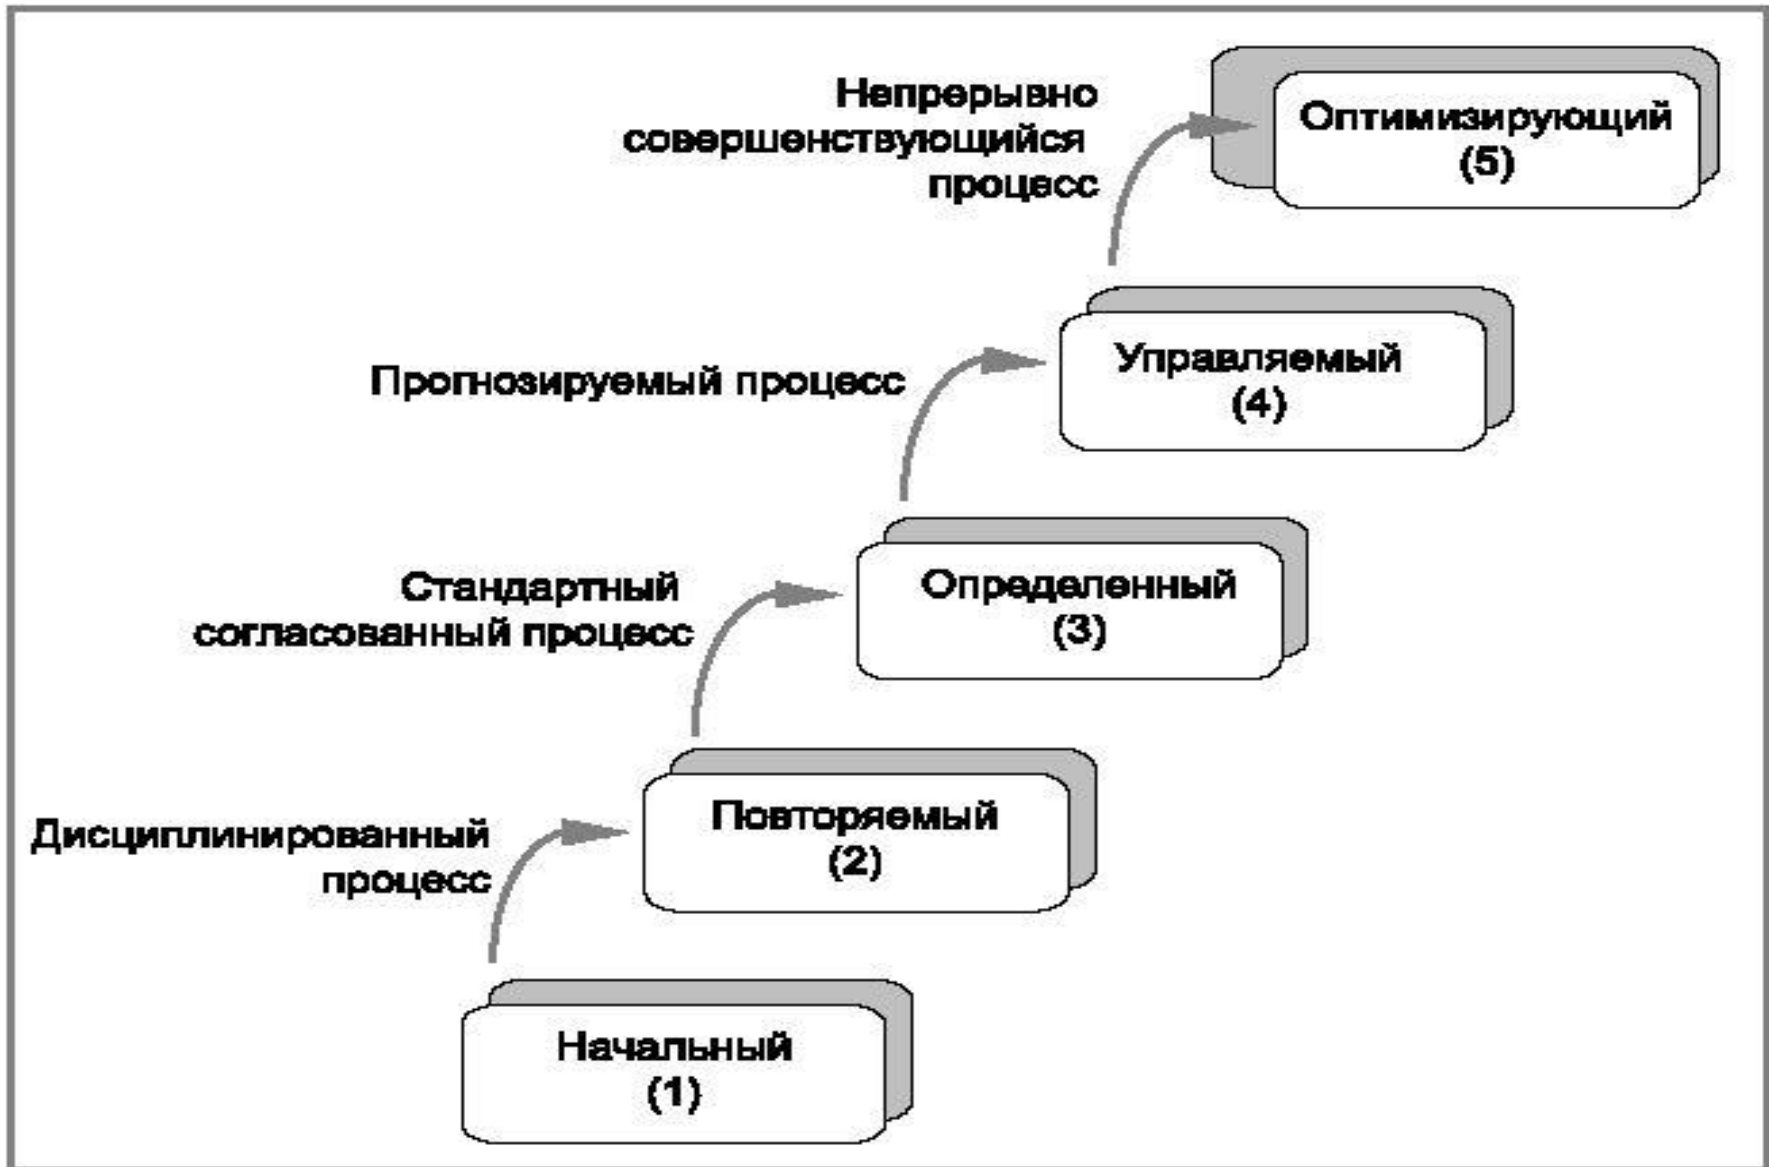 Непрерывно
совершенствующийся
процесс
Оптимизирующий
(5)
Прогнозируемый процесс
Управляемый
(4)
Стандартный
согласованный процесс
Определенный
(3)
Дисциплинированный
процесс
Повторяемый
(2)
Начальный
(1)